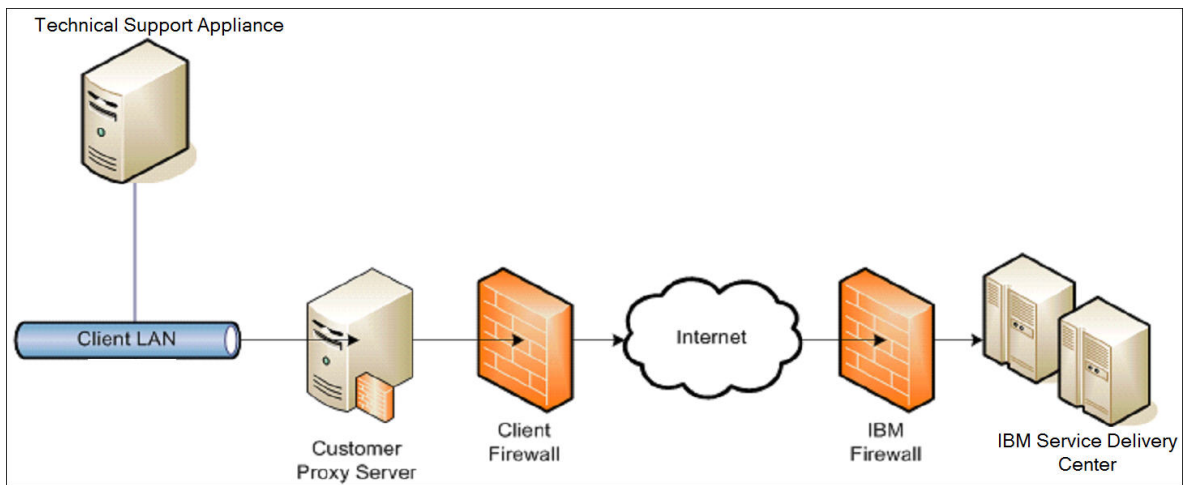 Technical Support Appliance
Client LAN
Customer
Proxy Server
Client
Firewall
Internet
IBM
Firewall
IBM Service Delivery
Center